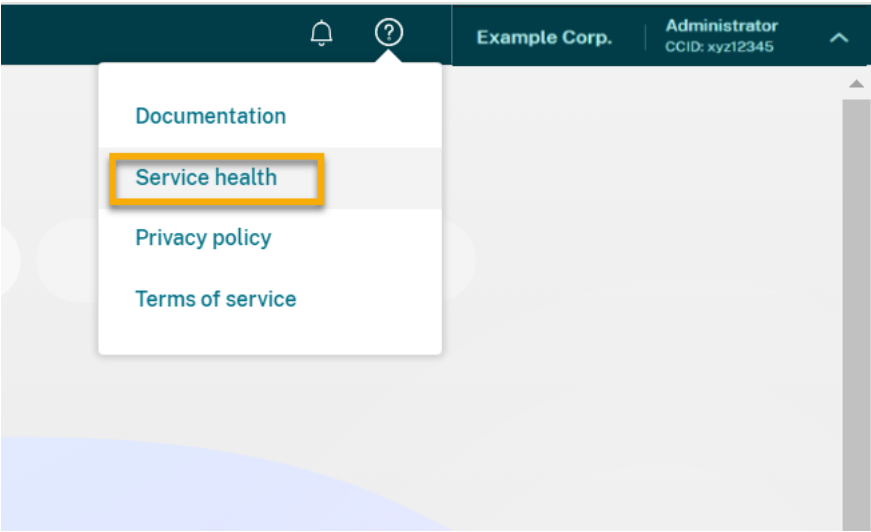 Example Corp.
Administrator
CCID: xyz12345
Documentation
Service health
Privacy policy
Terms of service